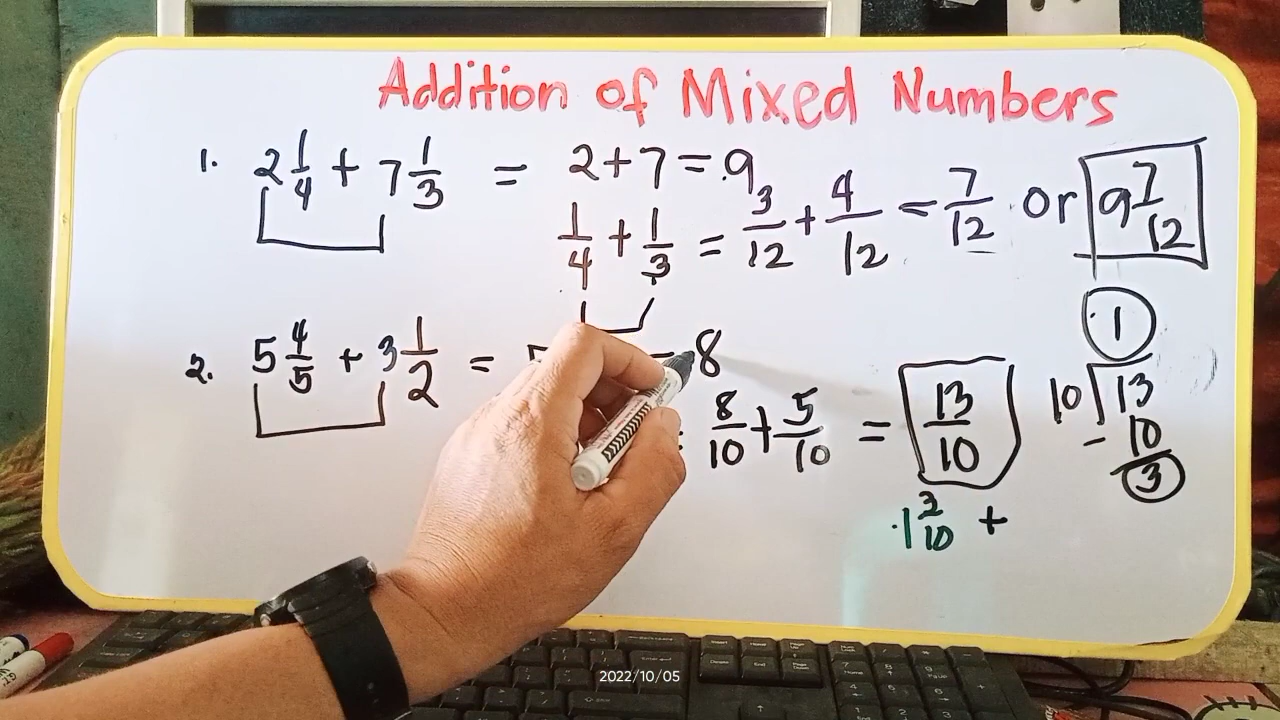 Addition of Mixed Numbers
1. 2 1/4 + 7 1/3 = 2 + 7 = 9
1/4 + 1/3 = 3/12 + 4/12 = 7/12 or 9 7/12
2. 5 4/5 + 3 1/2 = 8
8/10 + 5/10 = 13/10
1 3/10 +
1
10 13
- 10
3
2022/10/05